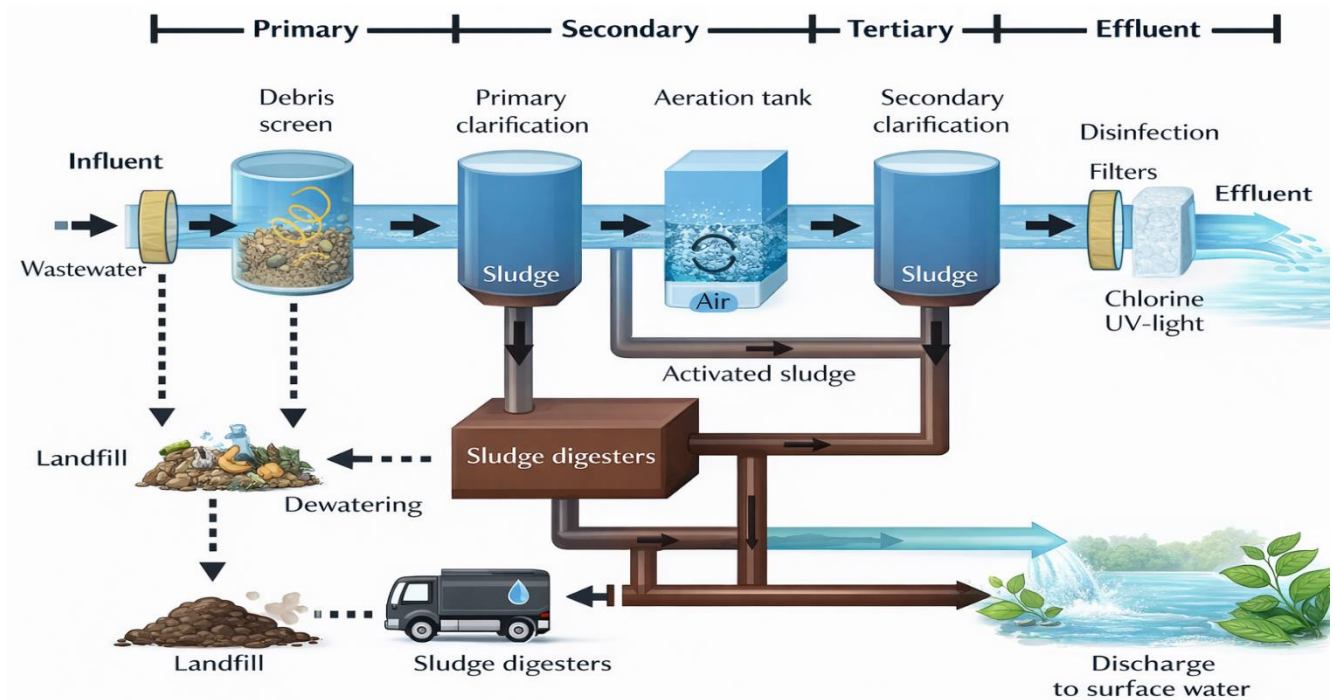 Primary
Secondary
Tertiary
Effluent
Debris
screen
Primary
clarification
Aeration tank
Secondary
clarification
Disinfection
Influent
Filters
Effluent
Wastewater
Sludge
Air
Sludge
Chlorine
UV-light
Activated sludge
Landfill
Sludge digesters
Dewatering
Landfill
Sludge digesters
Discharge
to surface water